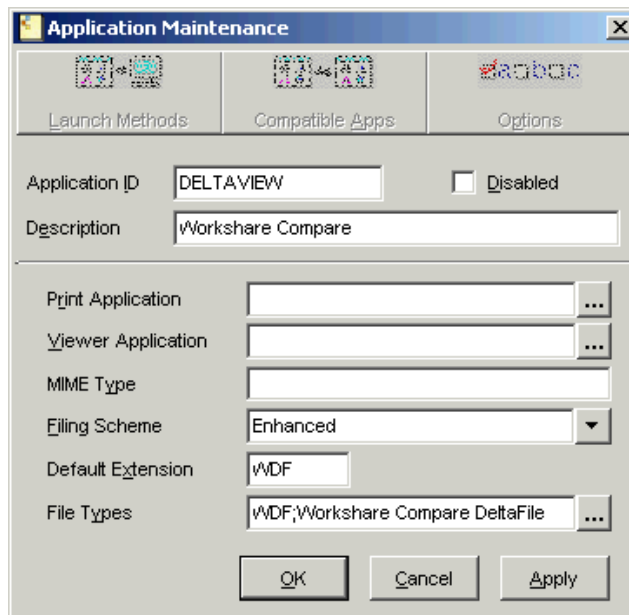 Application Maintenance
Launch Methods Compatible Apps Options
Application ID DELTAVIEW Disabled
Description Workshare Compare
Print Application ...
Viewer Application ...
MIME Type
Filing Scheme Enhanced
Default Extension WDF
File Types WDF;Workshare Compare DeltaFile ...
OK Cancel Apply